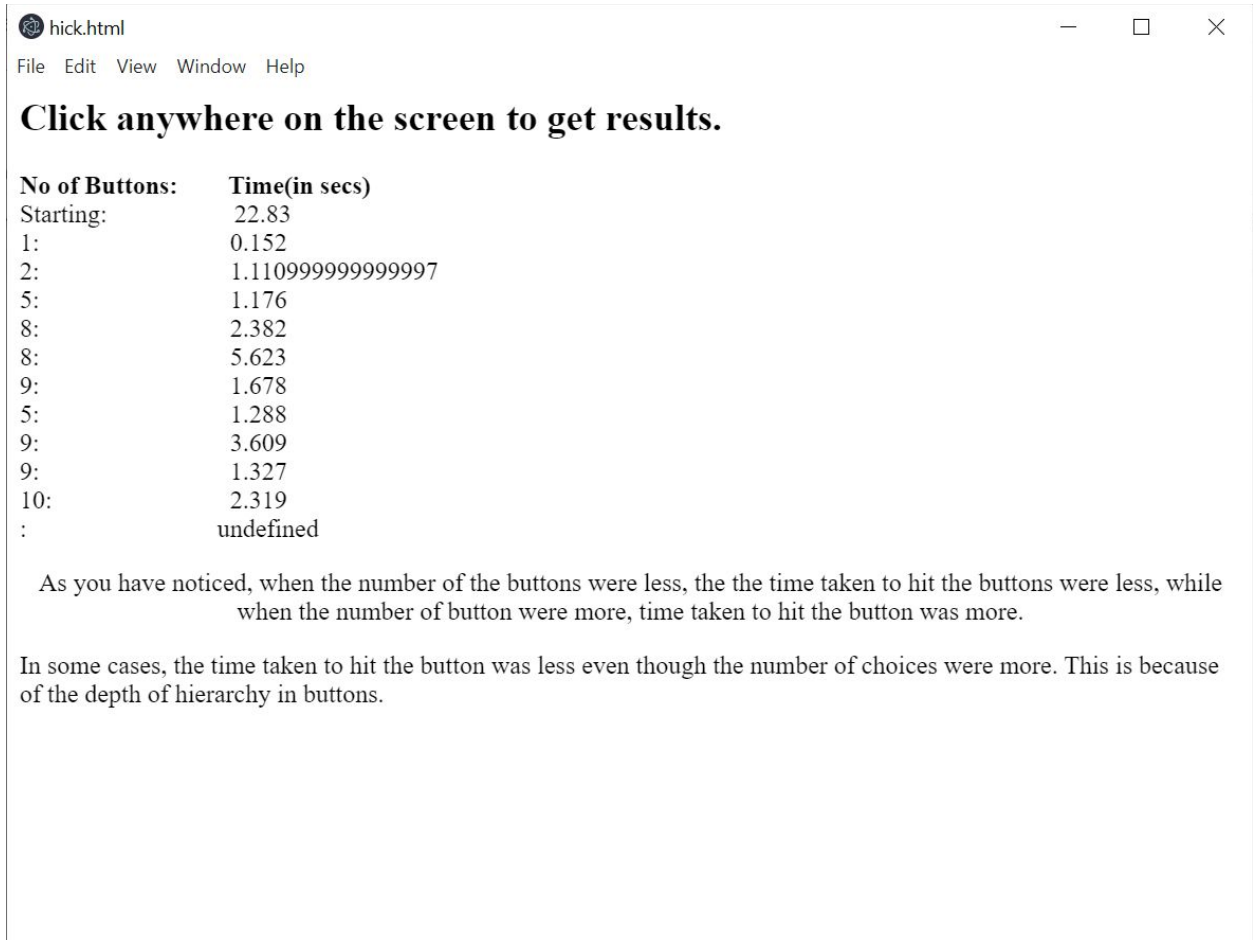 hick.html
File Edit View Window Help
Click anywhere on the screen to get results.
No of Buttons: Time(in secs)
Starting: 22.83
1: 0.152
2: 1.110999999999997
5: 1.176
8: 2.382
8: 5.623
9: 1.678
5: 1.288
9: 3.609
9: 1.327
10: 2.319
: undefined
As you have noticed, when the number of the buttons were less, the the time taken to hit the buttons were less, while
when the number of button were more, time taken to hit the button was more.
In some cases, the time taken to hit the button was less even though the number of choices were more. This is because
of the depth of hierarchy in buttons.